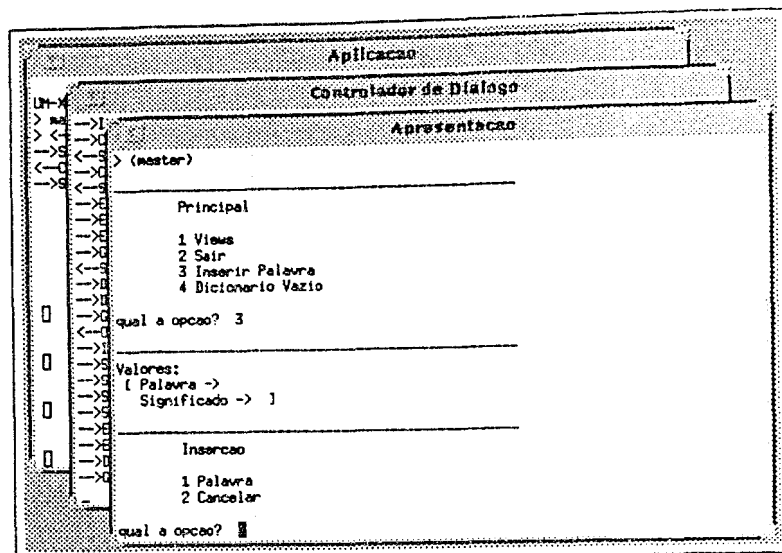 Aplicacao
Controlador de Dialogo
Apresentacao
> (master)
Principal
1 Views
2 Sair
3 Inserir Palavra
4 Dicionario Vazio
qual a opcao? 3
Valores:
[ Palavra ->
Significado -> ]
Insercao
1 Palavra
2 Cancelar
qual a opcao?